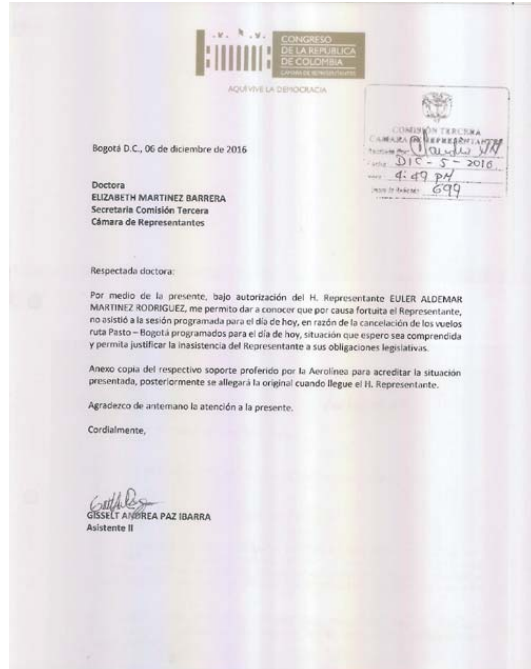 CONGRESO
DE LA REPÚBLICA
DE COLOMBIA
CÁMARA DE REPRESENTANTES
AQUÍ VIVE LA DEMOCRACIA
COMISIÓN TERCERA
CAMARA DE REPRESENTANTES
DIC - 5 - 2016
4:49 PM
699
Bogotá D.C., 06 de diciembre de 2016
Doctora
ELIZABETH MARTINEZ BARRERA
Secretaria Comisión Tercera
Cámara de Representantes
Respectada doctora:
Por medio de la presente, bajo autorización del H. Representante EULER ALDEMAR
MARTINEZ RODRIGUEZ, me permito dar a conocer que por causa fortuita el Representante,
no asistió a la sesión programada para el día de hoy, en razón de la cancelación de los vuelos
ruta Pasto – Bogotá programados para el día de hoy, situación que espero sea comprendida
y permita justificar la inasistencia del Representante a sus obligaciones legislativas.
Anexo copia del respectivo soporte proferido por la Aerolínea para acreditar la situación
presentada, posteriormente se allegará la original cuando llegue el H. Representante.
Agradezco de antemano la atención a la presente.
Cordialmente,
GISSELT ANDREA PAZ IBARRA
Asistente II